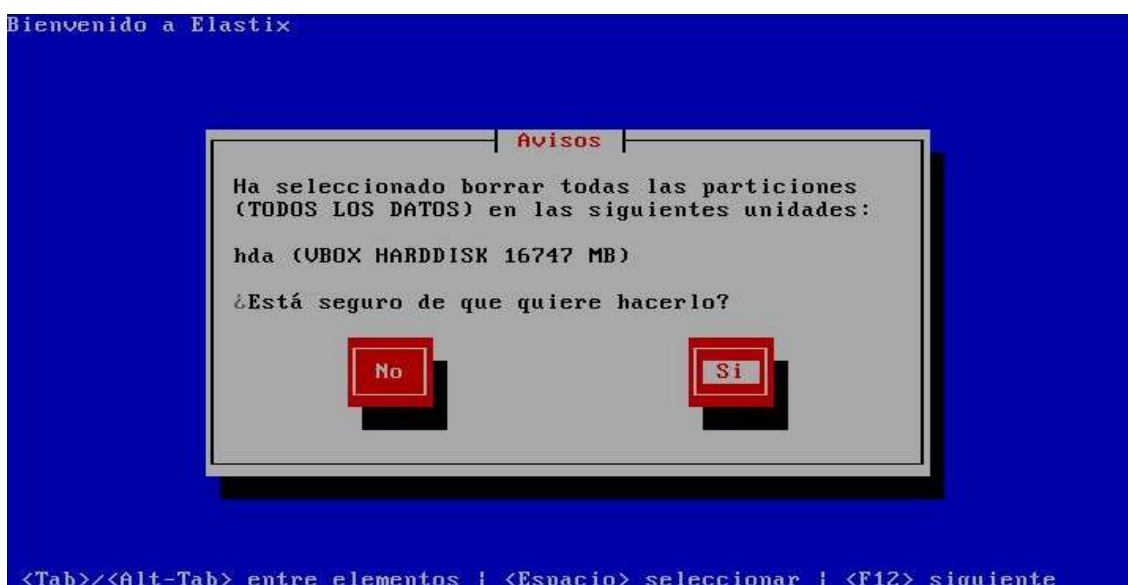 Bienvenido a Elastix
Avisos
Ha seleccionado borrar todas las particiones
(TODOS LOS DATOS) en las siguientes unidades:
hda (VBOX HARDDISK 16747 MB)
¿Está seguro de que quiere hacerlo?
No Si
<Tab>/<Alt-Tab> entre elementos | <Espacio> seleccionar | <F12> siguiente